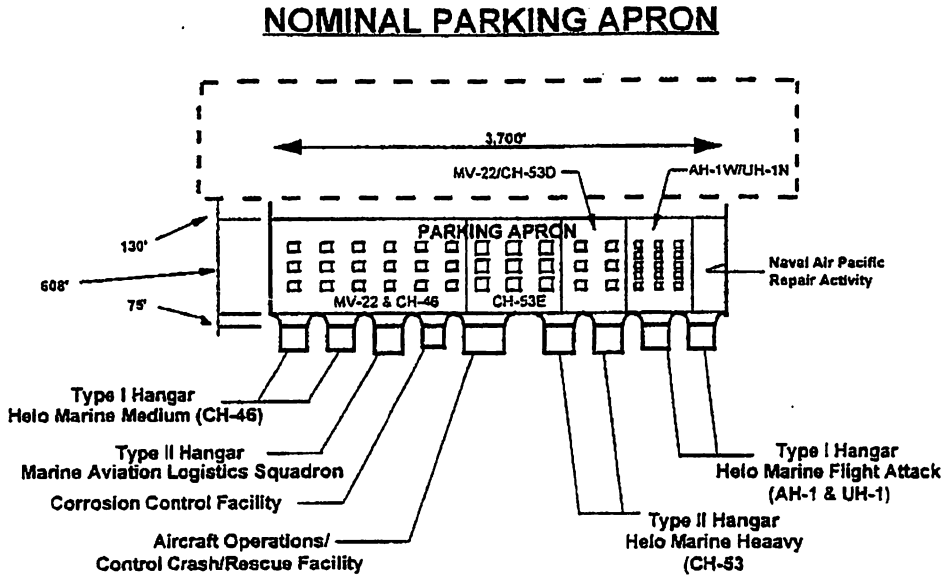 NOMINAL PARKING APRON
3,700'
MV-22/CH-53D
AH-1W/UH-1N
PARKING APRON
130'
608'
75'
Naval Air Pacific
Repair Activity
MV-22 & CH-46
CH-53E
Type I Hangar
Helo Marine Medium (CH-46)
Type II Hangar
Marine Aviation Logistics Squadron
Corrosion Control Facility
Aircraft Operations/
Control Crash/Rescue Facility
Type I Hangar
Helo Marine Flight Attack
(AH-1 & UH-1)
Type II Hangar
Helo Marine Heaavy
(CH-53